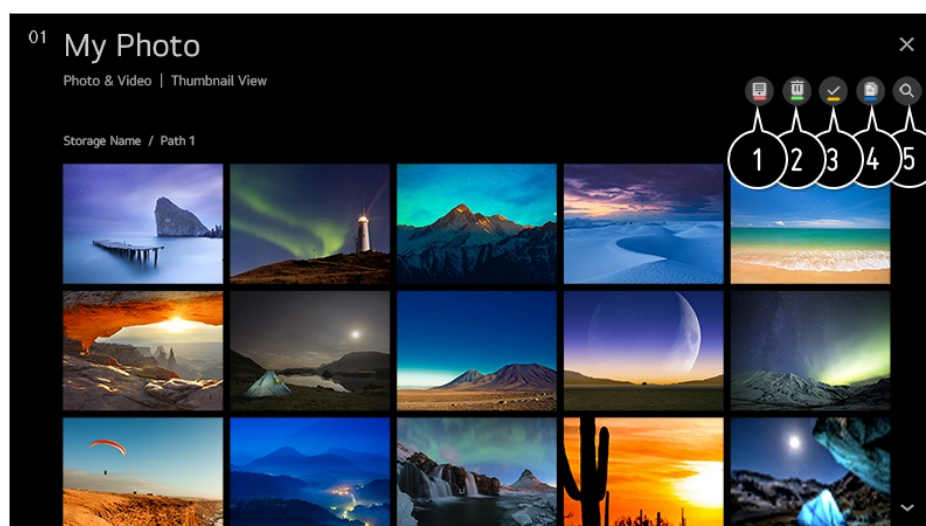 01
My Photo
Photo & Video | Thumbnail View
Storage Name / Path 1
1 2 3 4 5